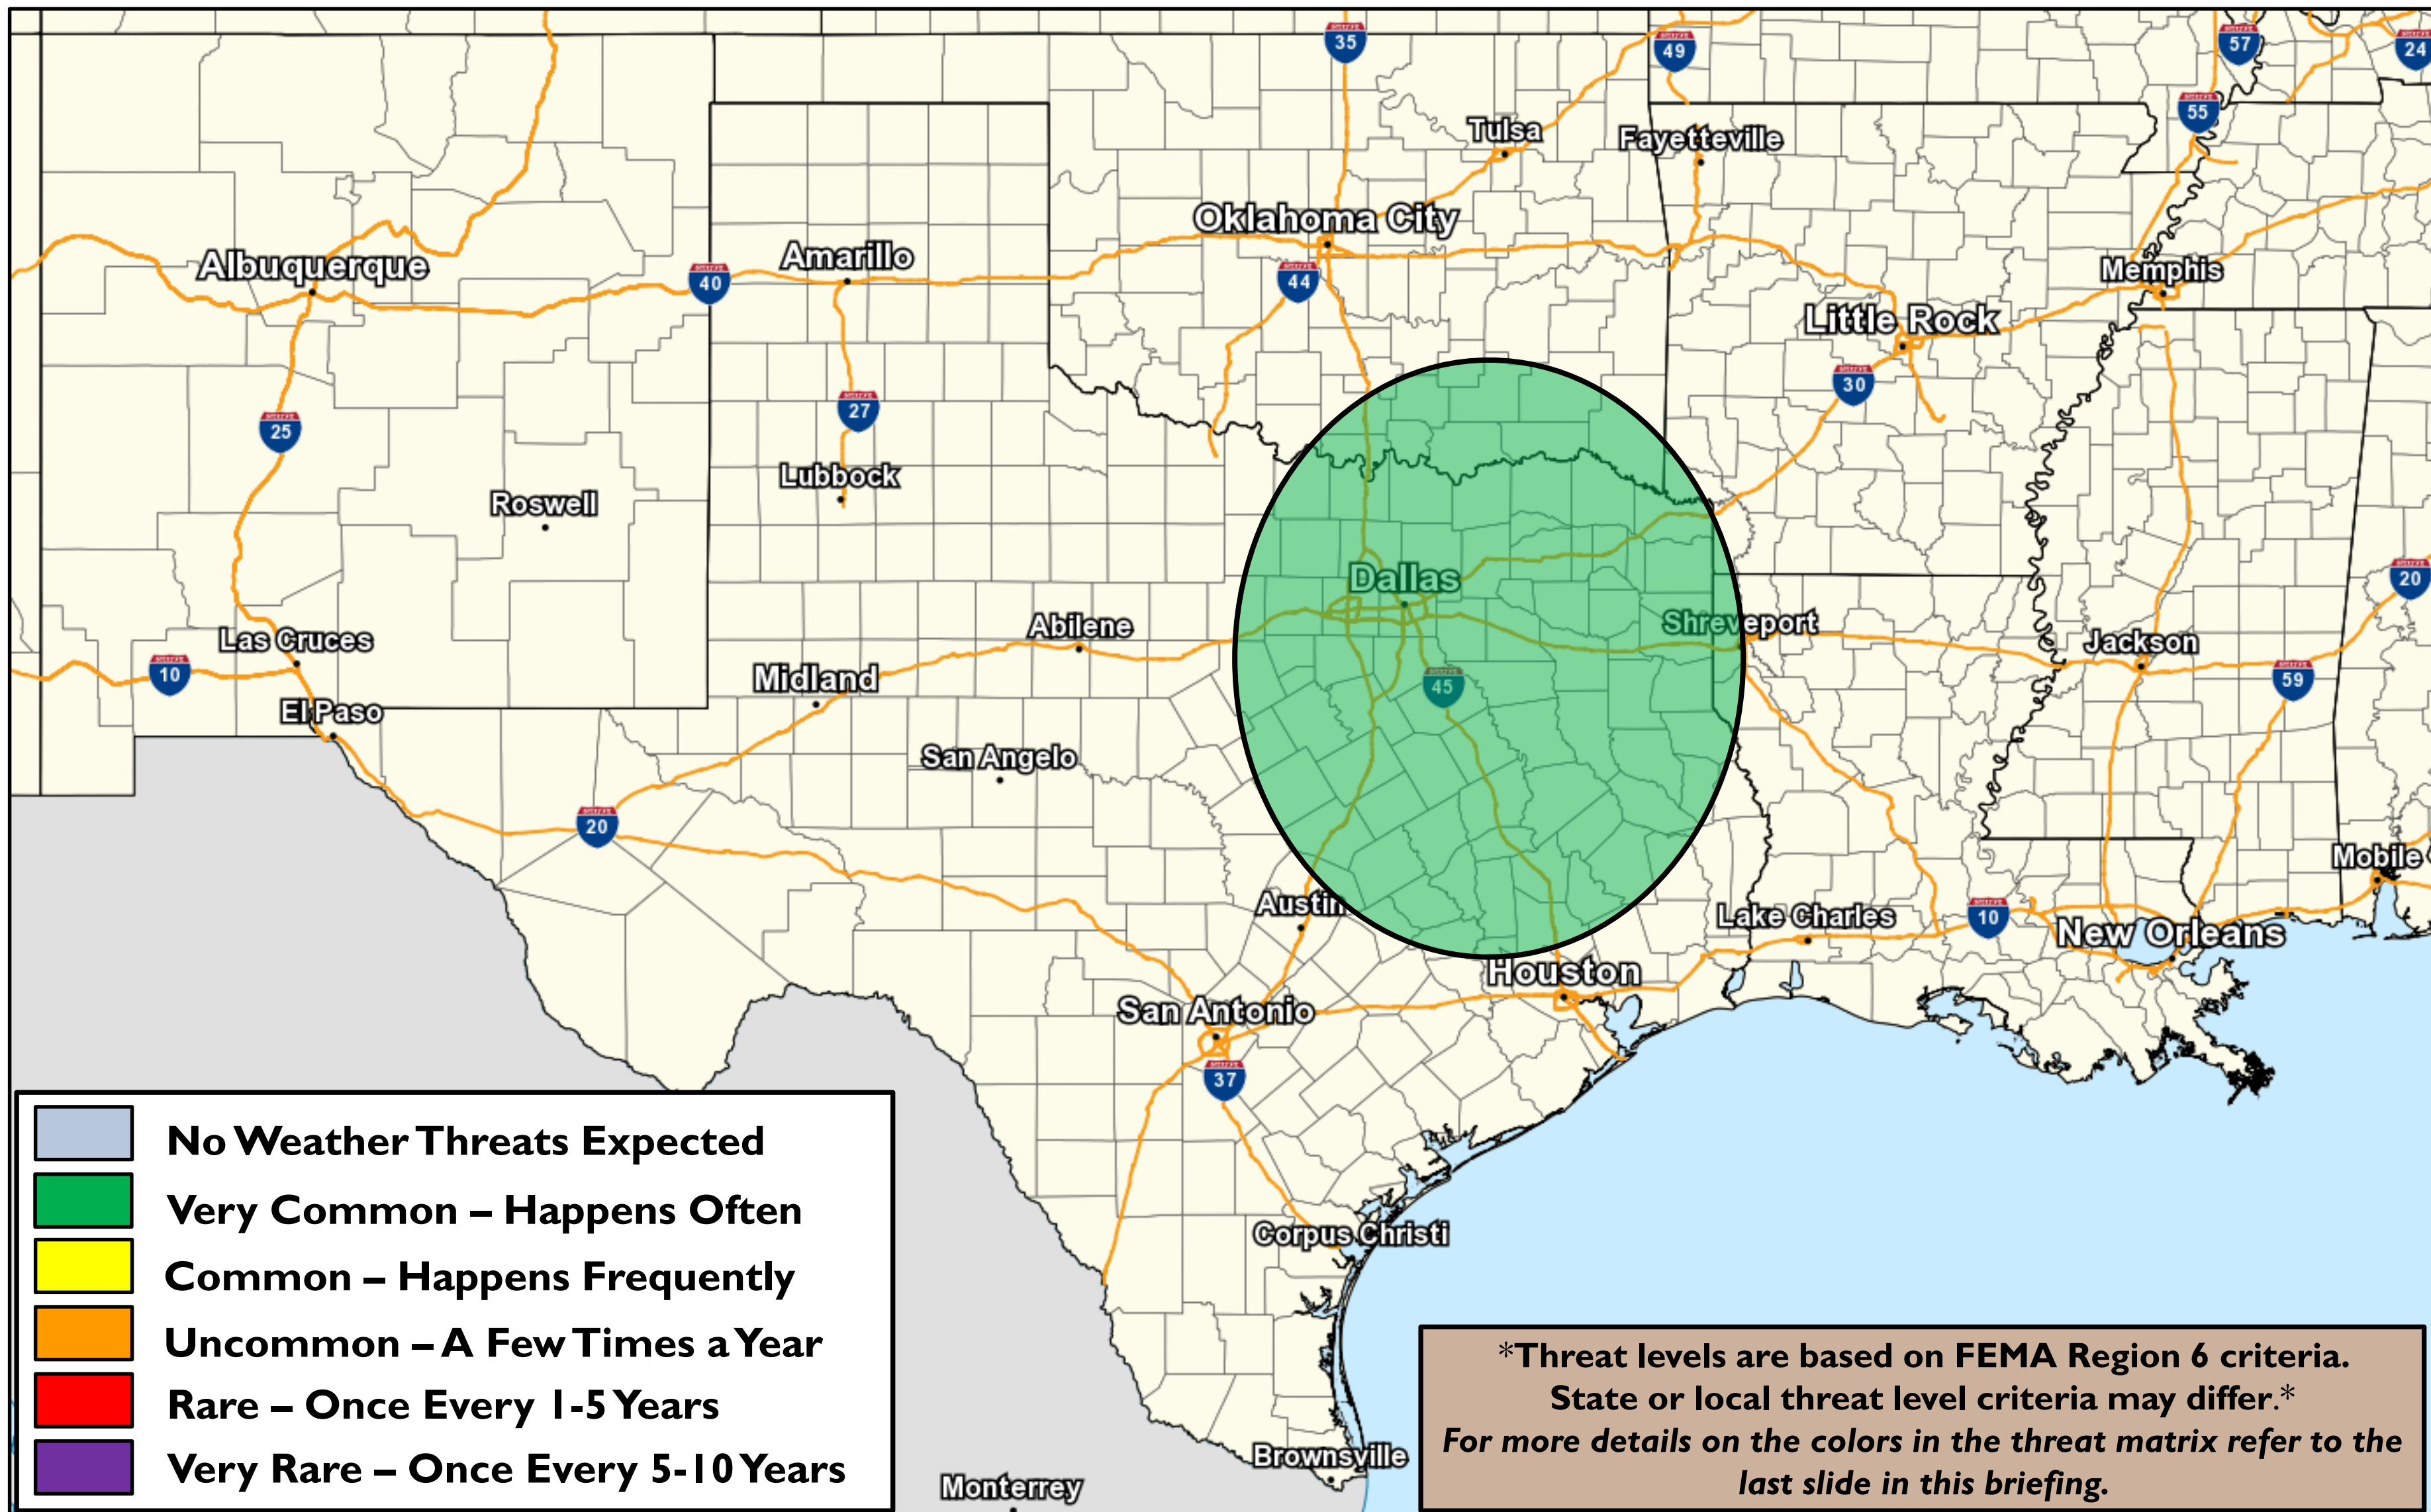 35
49
57
24
55
Tulsa
Fayetteville
Oklahoma City
Albuquerque
Amarillo
40
44
Memphis
Little Rock
30
27
25
Lubbock
Roswell
Dallas
20
Shreveport
Abilene
Las Cruces
Jackson
10
Midland
45
59
El Paso
San Angelo
20
Mobile
Austin
Lake Charles
10
New Orleans
Houston
San Antonio
37
Corpus Christi
Brownsville
Monterrey
No Weather Threats Expected
Very Common – Happens Often
Common – Happens Frequently
Uncommon – A Few Times a Year
Rare – Once Every 1-5 Years
Very Rare – Once Every 5-10 Years
*Threat levels are based on FEMA Region 6 criteria.
State or local threat level criteria may differ.*
For more details on the colors in the threat matrix refer to the
last slide in this briefing.